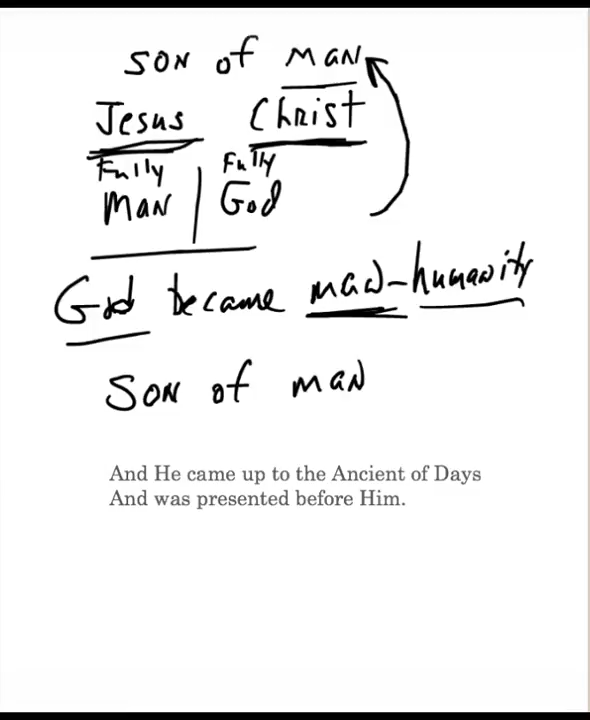 SON of MAN
Jesus Christ
Fully Fully
MAN God
God became man-humanity
SON of MAN
And He came up to the Ancient of Days
And was presented before Him.